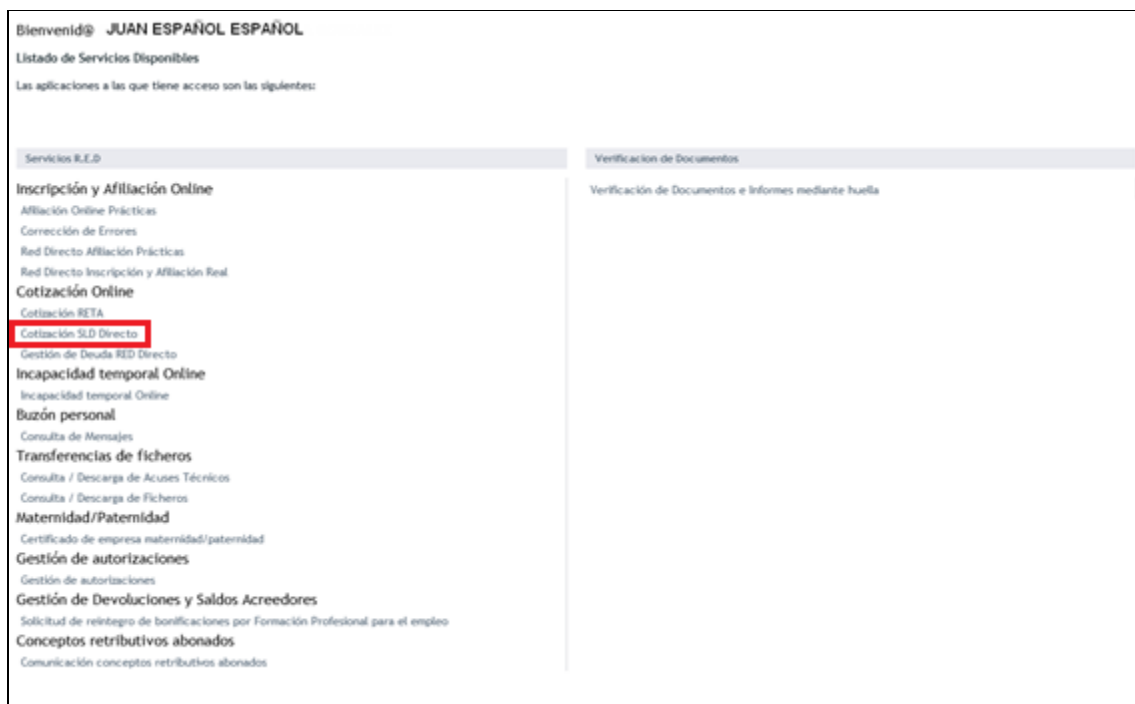 Bienvenid@ JUAN ESPAÑOL ESPAÑOL
Listado de Servicios Disponibles
Las aplicaciones a las que tiene acceso son las siguientes:
Servicios R.E.D
Inscripción y Afiliación Online
Afiliación Online Prácticas
Corrección de Errores
Red Directo Afiliación Prácticas
Red Directo Inscripción y Afiliación Real
Cotización Online
Cotización RETA
Cotización SLD Directo
Gestión de Deuda RED Directo
Incapacidad temporal Online
Incapacidad temporal Online
Buzón personal
Consulta de Mensajes
Transferencias de ficheros
Consulta / Descarga de Acuses Técnicos
Consulta / Descarga de Ficheros
Maternidad/Paternidad
Certificado de empresa maternidad/paternidad
Gestión de autorizaciones
Gestión de autorizaciones
Gestión de Devoluciones y Saldos Acreedores
Solicitud de reintegro de bonificaciones por Formación Profesional para el empleo
Conceptos retributivos abonados
Comunicación conceptos retributivos abonados
Verificacion de Documentos
Verificación de Documentos e Informes mediante huella